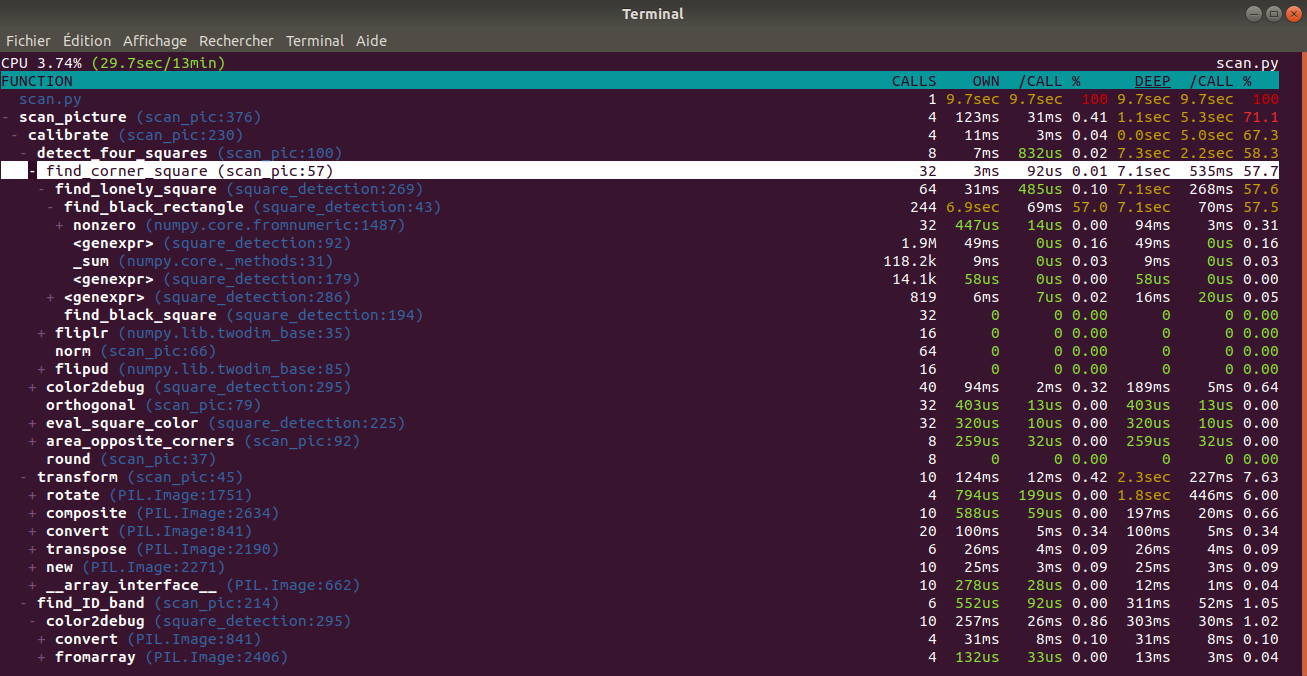 Terminal
Fichier Édition Affichage Rechercher Terminal Aide
CPU 3.74% (29.7sec/13min) scan.py
FUNCTION CALLS OWN /CALL % DEEP /CALL %
scan.py 1 9.7sec 9.7sec 100 9.7sec 9.7sec 100
- scan_picture (scan_pic:376) 4 123ms 31ms 0.41 1.1sec 5.3sec 71.1
- calibrate (scan_pic:230) 4 11ms 3ms 0.04 0.0sec 5.0sec 67.3
- detect_four_squares (scan_pic:100) 8 7ms 832us 0.02 7.3sec 2.2sec 58.3
- find_corner_square (scan_pic:57) 32 3ms 92us 0.01 7.1sec 535ms 57.7
- find_lonely_square (square_detection:269) 64 31ms 485us 0.10 7.1sec 268ms 57.6
- find_black_rectangle (square_detection:43) 244 6.9sec 69ms 57.0 7.1sec 70ms 57.5
+ nonzero (numpy.core.fromnumeric:1487) 32 447us 14us 0.00 94ms 3ms 0.31
<genexpr> (square_detection:92) 1.9M 49ms 0us 0.16 49ms 0us 0.16
_sum (numpy.core._methods:31) 118.2k 9ms 0us 0.03 9ms 0us 0.03
<genexpr> (square_detection:179) 14.1k 58us 0us 0.00 58us 0us 0.00
+ <genexpr> (square_detection:286) 819 6ms 7us 0.02 16ms 20us 0.05
find_black_square (square_detection:194) 32 0 0 0.00 0 0 0.00
+ fliplr (numpy.lib.twodim_base:35) 16 0 0 0.00 0 0 0.00
norm (scan_pic:66) 64 0 0 0.00 0 0 0.00
+ flipud (numpy.lib.twodim_base:85) 16 0 0 0.00 0 0 0.00
+ color2debug (square_detection:295) 40 94ms 2ms 0.32 189ms 5ms 0.64
orthogonal (scan_pic:79) 32 403us 13us 0.00 403us 13us 0.00
+ eval_square_color (square_detection:225) 32 320us 10us 0.00 320us 10us 0.00
+ area_opposite_corners (scan_pic:92) 8 259us 32us 0.00 259us 32us 0.00
round (scan_pic:37) 8 0 0 0.00 0 0 0.00
- transform (scan_pic:45) 10 124ms 12ms 0.42 2.3sec 227ms 7.63
+ rotate (PIL.Image:1751) 4 794us 199us 0.00 1.8sec 446ms 6.00
+ composite (PIL.Image:2634) 10 588us 59us 0.00 197ms 20ms 0.66
+ convert (PIL.Image:841) 20 100ms 5ms 0.34 100ms 5ms 0.34
+ transpose (PIL.Image:2190) 6 26ms 4ms 0.09 26ms 4ms 0.09
+ new (PIL.Image:2271) 10 25ms 3ms 0.09 25ms 3ms 0.09
+ __array_interface__ (PIL.Image:662) 10 278us 28us 0.00 12ms 1ms 0.04
- find_ID_band (scan_pic:214) 6 552us 92us 0.00 311ms 52ms 1.05
- color2debug (square_detection:295) 10 257ms 26ms 0.86 303ms 30ms 1.02
+ convert (PIL.Image:841) 4 31ms 8ms 0.10 31ms 8ms 0.10
+ fromarray (PIL.Image:2406) 4 132us 33us 0.00 13ms 3ms 0.04